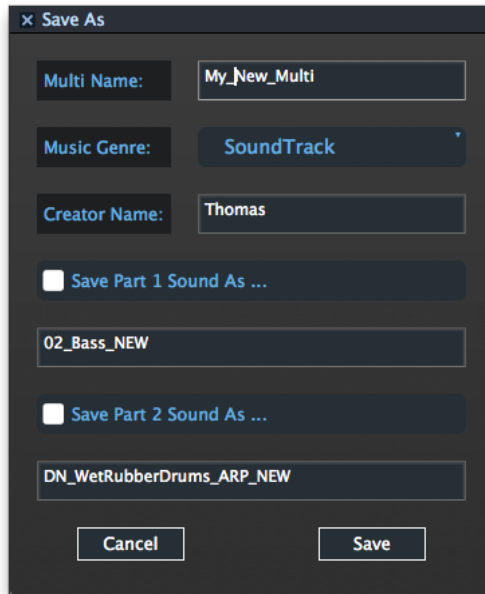 Save As
Multi Name: My_New_Multi
Music Genre: SoundTrack
Creator Name: Thomas
Save Part 1 Sound As ...
02_Bass_NEW
Save Part 2 Sound As ...
DN_WetRubberDrums_ARP_NEW
Cancel Save